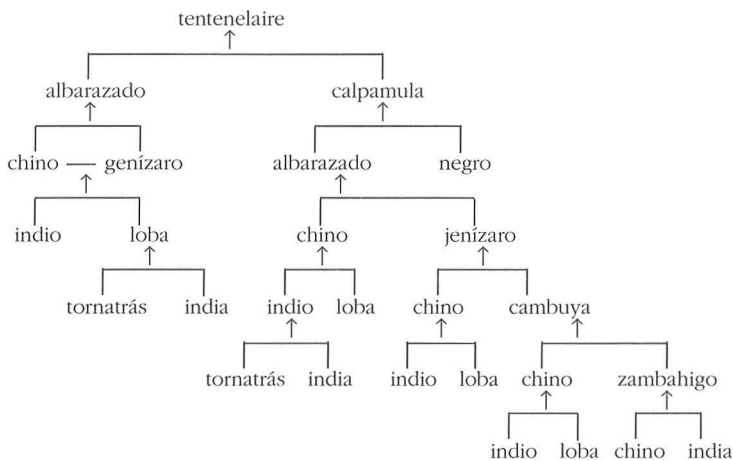 tentenelaire
albarazado calpamula
chino — genízaro albarazado negro
indio loba chino jenízaro
tornatrás india indio loba chino cambuya
tornatrás india indio loba chino zambahigo
indio loba chino india